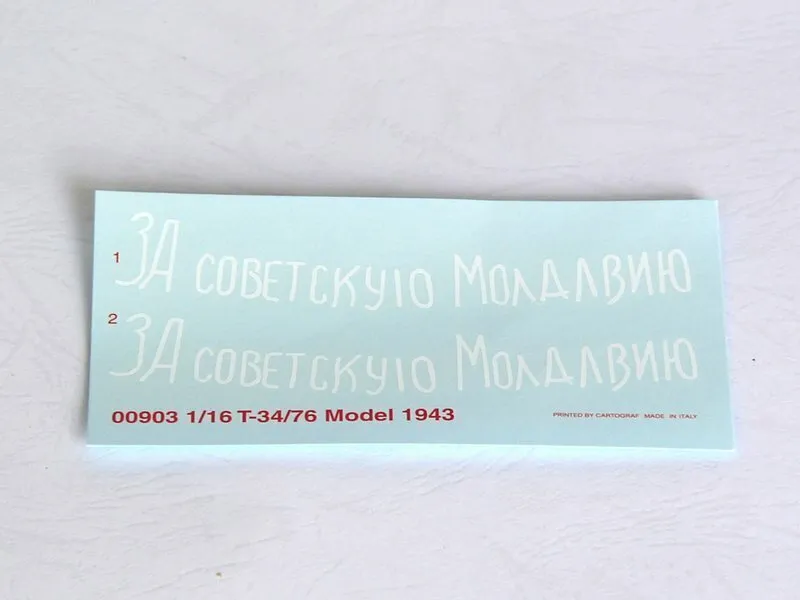 1 ЗА СОВЕТСКУЮ МОЛДАВИЮ
2 ЗА СОВЕТСКУЮ МОЛДАВИЮ
00903 1/16 T-34/76 Model 1943
PRINTED BY CARTOGRAF MADE IN ITALY